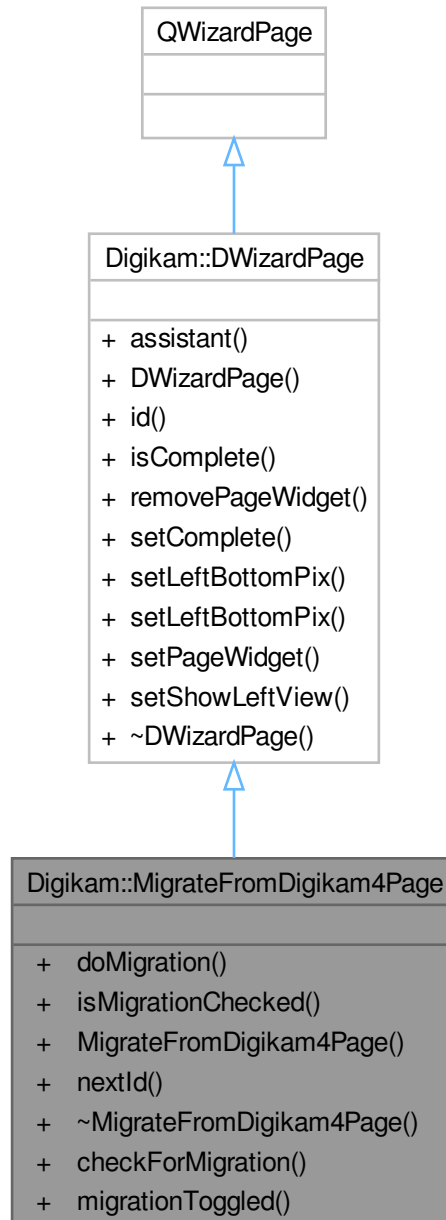 QWizardPage
Digikam::DWizardPage
+ assistant()
+ DWizardPage()
+ id()
+ isComplete()
+ removePageWidget()
+ setComplete()
+ setLeftBottomPix()
+ setLeftBottomPix()
+ setPageWidget()
+ setShowLeftView()
+ ~DWizardPage()
Digikam::MigrateFromDigikam4Page
+ doMigration()
+ isMigrationChecked()
+ MigrateFromDigikam4Page()
+ nextId()
+ ~MigrateFromDigikam4Page()
+ checkForMigration()
+ migrationToggled()